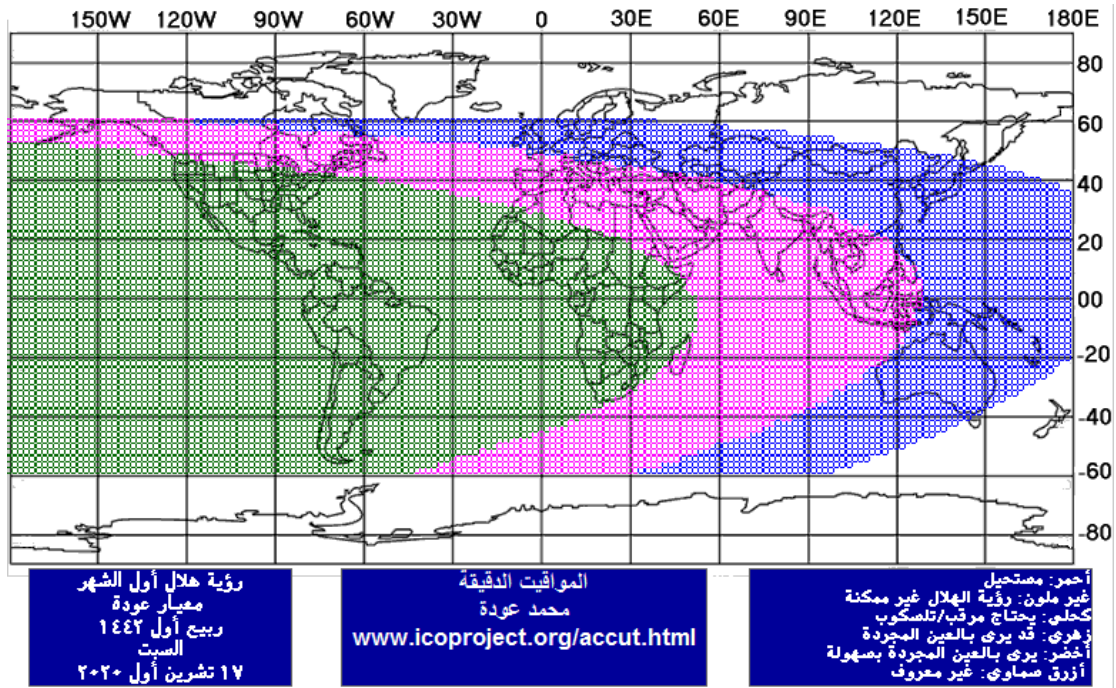 150W 120W 90W 60W 30W 0 30E 60E 90E 120E 150E 180E
80
60
40
20
00
-20
-40
-60
-80
رؤية هلال أول الشهر
معيار عودة
ربيع أول ١٤٤٢
السبت
١٧ تشرين أول ٢٠٢٠
المواقيت الدقيقة
محمد عودة
www.icoproject.org/accut.html
أحمر: مستحيل
غير ملون: رؤية الهلال غير ممكنة
كحلي: يحتاج مرقب/تلسكوب
زهري: قد يرى بالعين المجردة
أخضر: يرى بالعين المجردة بسهولة
أزرق سماوي: غير معروف